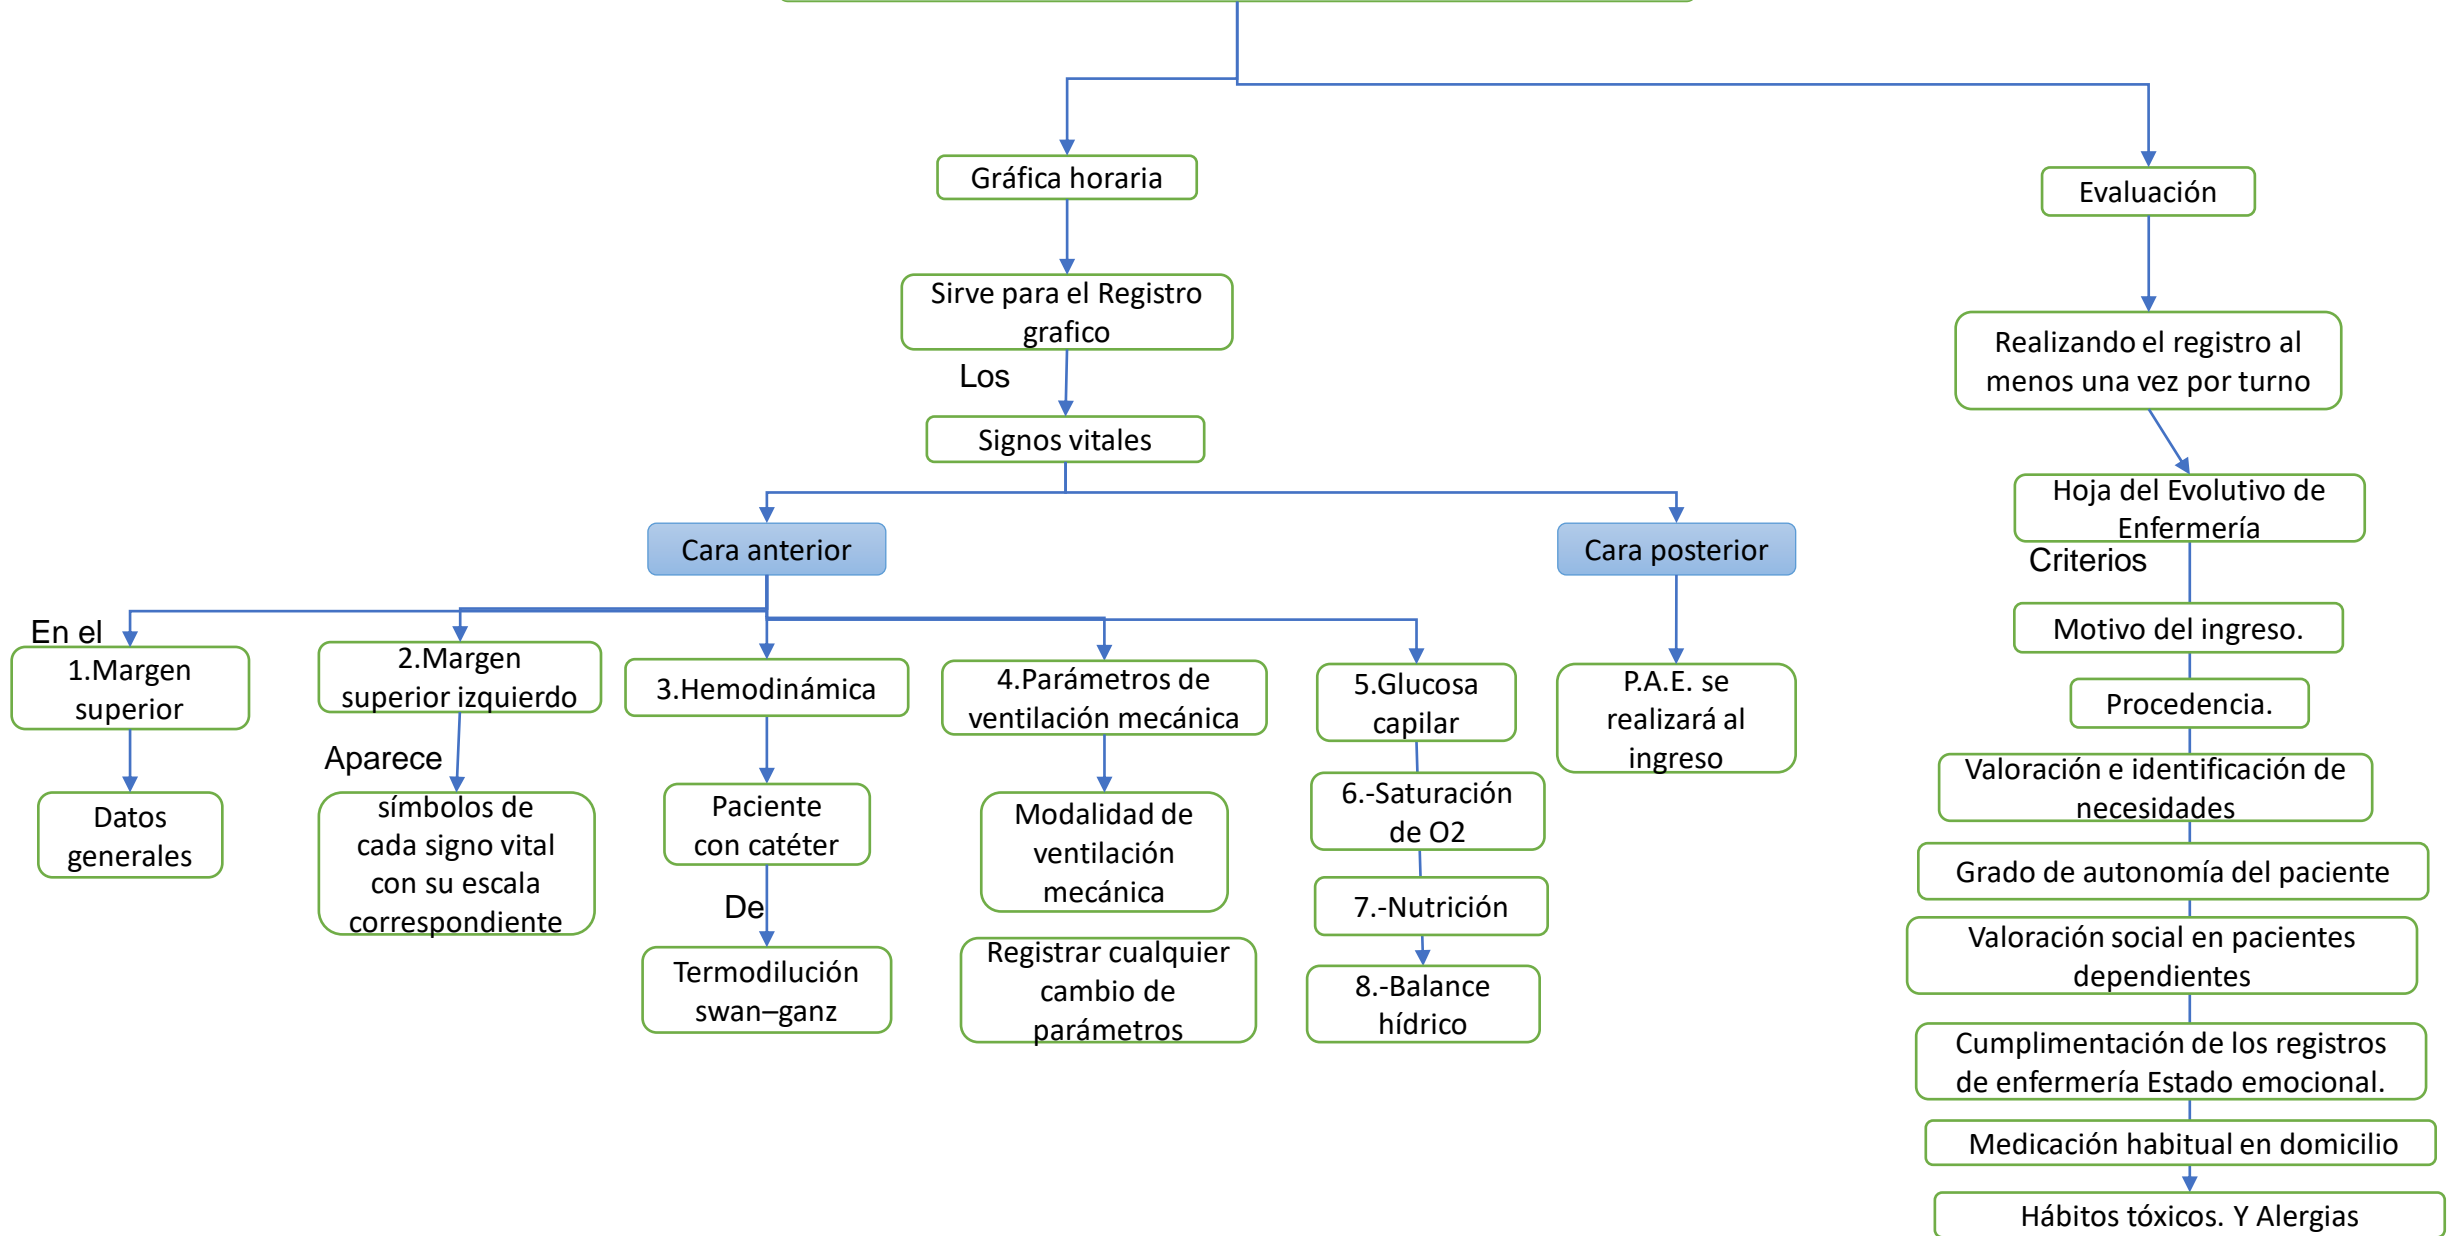 Gráfica horaria
Sirve para el Registro
grafico
Los
Signos vitales
Cara anterior
En el
1.Margen
superior
Datos
generales
2.Margen
superior izquierdo
Aparece
símbolos de
cada signo vital
con su escala
correspondiente
3.Hemodinámica
Paciente
con catéter
De
Termodilución
swan–ganz
4.Parámetros de
ventilación mecánica
Modalidad de
ventilación
mecánica
Registrar cualquier
cambio de
parámetros
5.Glucosa
capilar
6.-Saturación
de O2
7.-Nutrición
8.-Balance
hídrico
Cara posterior
P.A.E. se
realizará al
ingreso
Evaluación
Realizando el registro al
menos una vez por turno
Hoja del Evolutivo de
Enfermería
Criterios
Motivo del ingreso.
Procedencia.
Valoración e identificación de
necesidades
Grado de autonomía del paciente
Valoración social en pacientes
dependientes
Cumplimentación de los registros
de enfermería Estado emocional.
Medicación habitual en domicilio
Hábitos tóxicos. Y Alergias